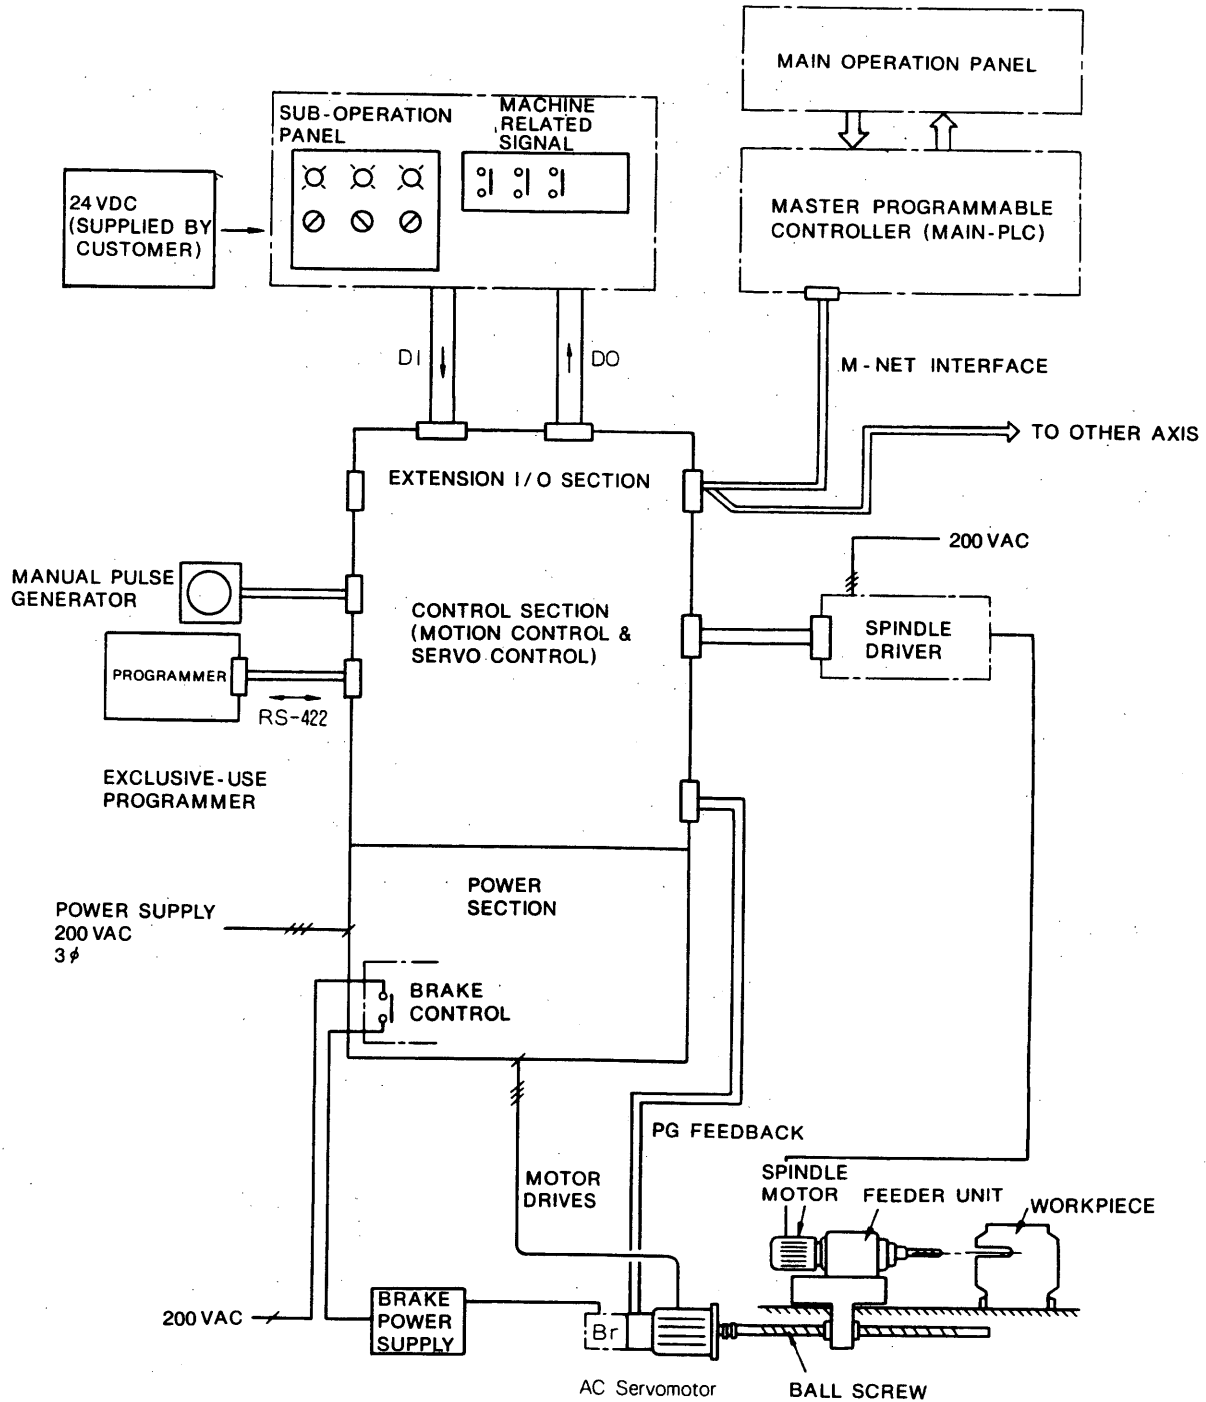 MAIN OPERATION PANEL
SUB-OPERATION
PANEL
MACHINE
RELATED
SIGNAL
24 VDC
(SUPPLIED BY
CUSTOMER)
MASTER PROGRAMMABLE
CONTROLLER (MAIN-PLC)
DI
DO
M-NET INTERFACE
TO OTHER AXIS
EXTENSION I/O SECTION
200 VAC
MANUAL PULSE
GENERATOR
CONTROL SECTION
(MOTION CONTROL &
SERVO CONTROL)
SPINDLE
DRIVER
PROGRAMMER
RS-422
EXCLUSIVE-USE
PROGRAMMER
POWER
SECTION
POWER SUPPLY
200 VAC
3φ
BRAKE
CONTROL
PG FEEDBACK
MOTOR
DRIVES
SPINDLE
MOTOR
FEEDER UNIT
WORKPIECE
200 VAC
BRAKE
POWER
SUPPLY
Br
AC Servomotor
BALL SCREW